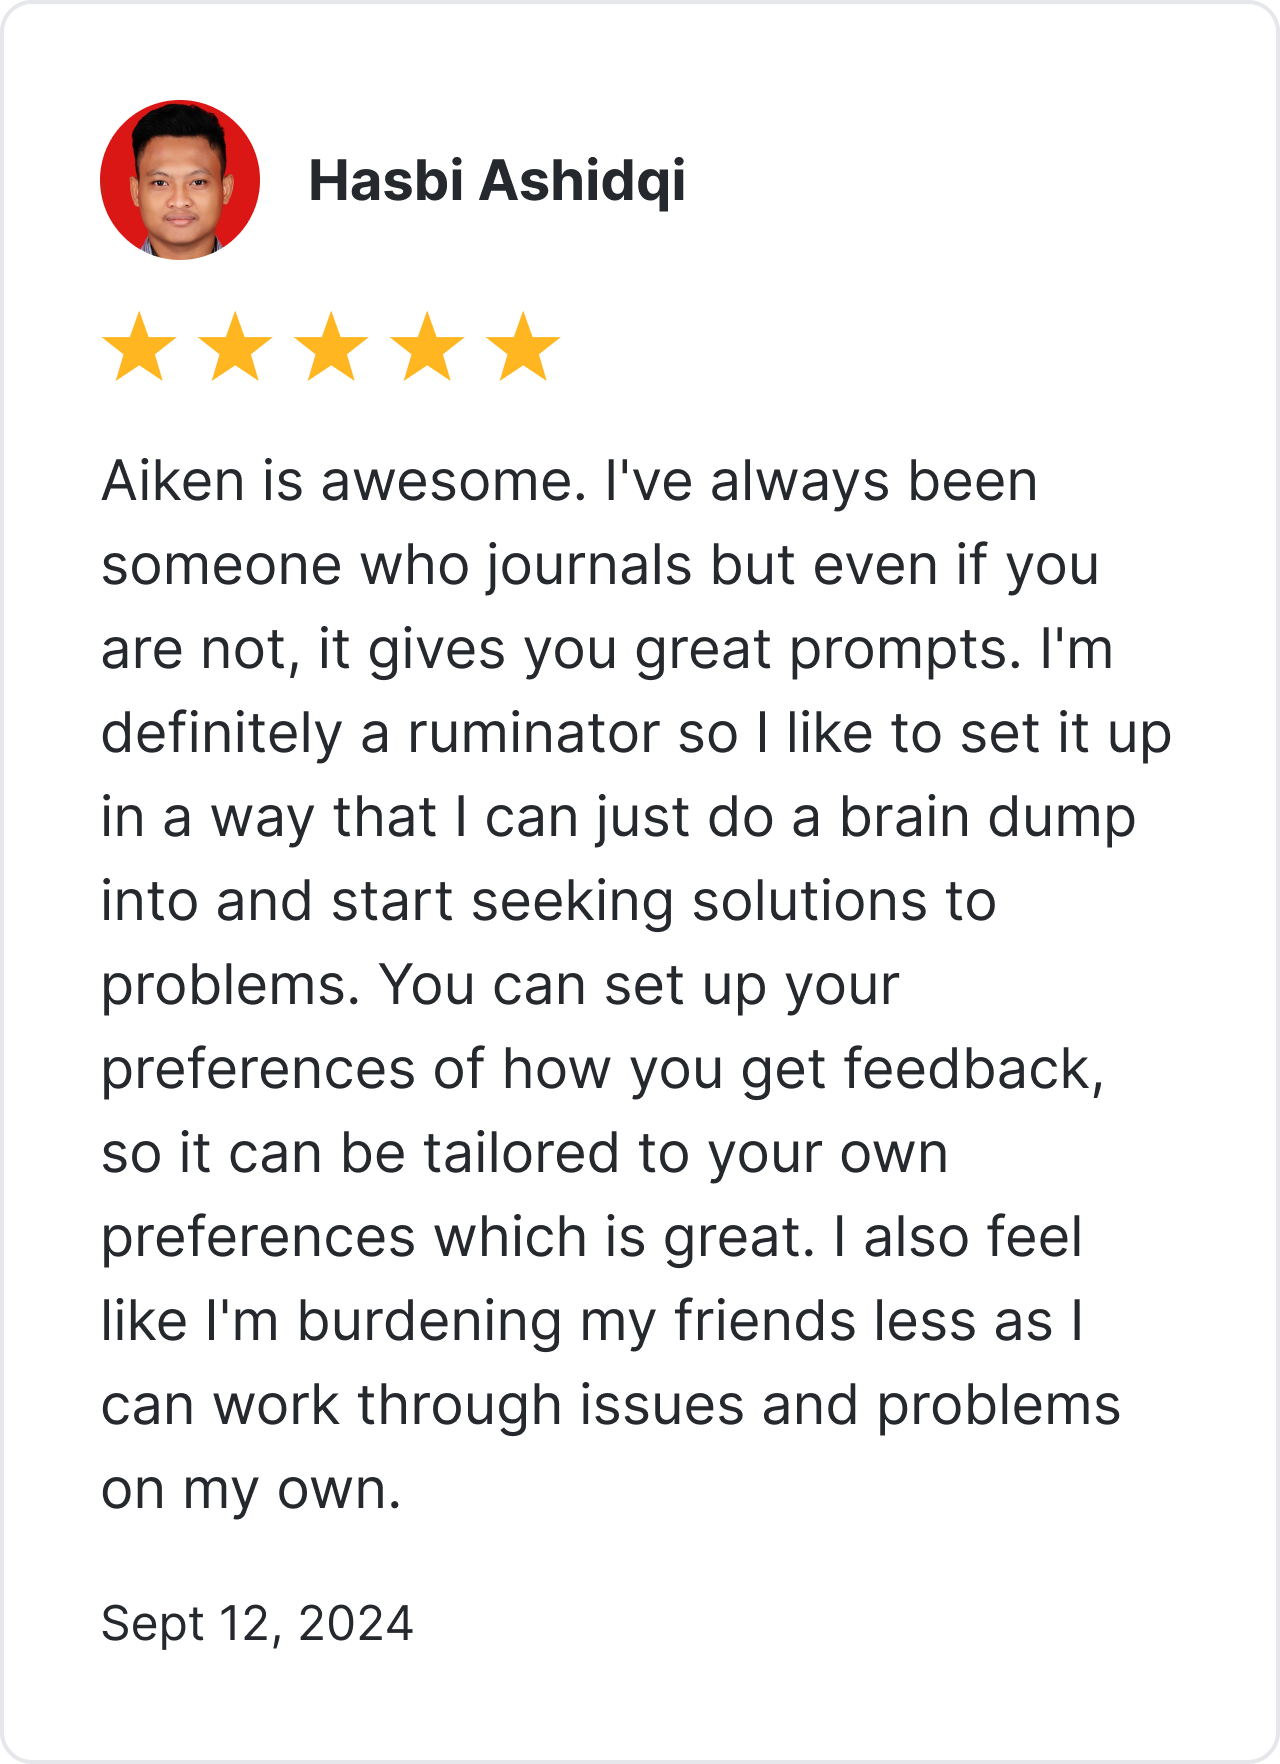 Hasbi Ashidqi
Aiken is awesome. I've always been
someone who journals but even if you
are not, it gives you great prompts. I'm
definitely a ruminator so I like to set it up
in a way that I can just do a brain dump
into and start seeking solutions to
problems. You can set up your
preferences of how you get feedback,
so it can be tailored to your own
preferences which is great. I also feel
like I'm burdening my friends less as I
can work through issues and problems
on my own.
Sept 12, 2024